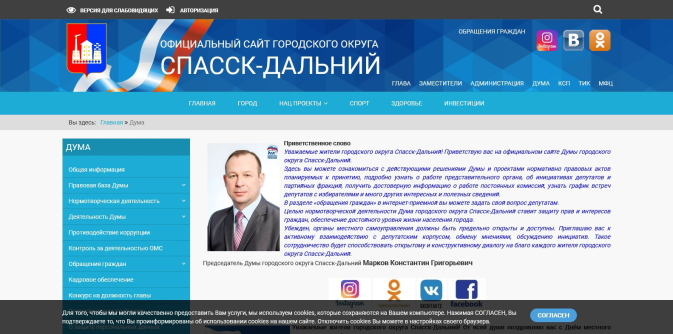 ВЕРСИЯ ДЛЯ СЛАБОВИДЯЩИХ АВТОРИЗАЦИЯ
ОБРАЩЕНИЯ ГРАЖДАН
ОФИЦИАЛЬНЫЙ САЙТ ГОРОДСКОГО ОКРУГА
СПАССК-ДАЛЬНИЙ
ГЛАВА ЗАМЕСТИТЕЛИ АДМИНИСТРАЦИЯ ДУМА КСП ТИК МФЦ
ГЛАВНАЯ ГОРОД НАЦ ПРОЕКТЫ СПОРТ ЗДОРОВЬЕ ИНВЕСТИЦИИ
Вы здесь: Главная » Дума
ДУМА
Общая информация
Правовая база Думы
Нормотворческая деятельность
Деятельность Думы
Противодействие коррупции
Контроль за деятельностью ОМС
Обращения граждан
Кадровое обеспечение
Конкурс на должность главы
Приветственное слово
Уважаемые жители городского округа Спасск-Дальний! Приветствую вас на официальном сайте Думы городского
округа Спасск-Дальний.
Здесь вы можете ознакомиться с действующими решениями Думы и проектами нормативно правовых актов
планируемых к принятию, подробно узнать о работе представительного органа, об инициативах депутатов и
партийных фракций, получить достоверную информацию о работе постоянных комиссий, узнать график встреч
депутатов с избирателями и много других интересных и полезных сведений.
В разделе «обращения граждан» в интернет-приемной вы можете задать свой вопрос депутатам.
Целью нормотворческой деятельности Дума городского округа Спасск-Дальний ставит защиту прав и интересов
граждан, обеспечение достойного уровня жизни населения города.
Убежден, органы местного самоуправления должны быть предельно открыты и доступны. Приглашаю вас к
активному взаимодействию с депутатским корпусом, обмену мнениями, обсуждению инициатив. Такое
сотрудничество будет способствовать открытому и конструктивному диалогу на благо каждого жителя городского
округа Спасск-Дальний.
Председатель Думы городского округа Спасск-Дальний Марков Константин Григорьевич
facebook
Для того, чтобы мы могли качественно предоставить Вам услуги, мы используем cookies, которые сохраняются на Вашем компьютере. Нажимая СОГЛАСЕН, Вы
подтверждаете то, что Вы проинформированы об использовании cookies на нашем сайте. Отключить cookies Вы можете в настройках своего браузера.
СОГЛАСЕН